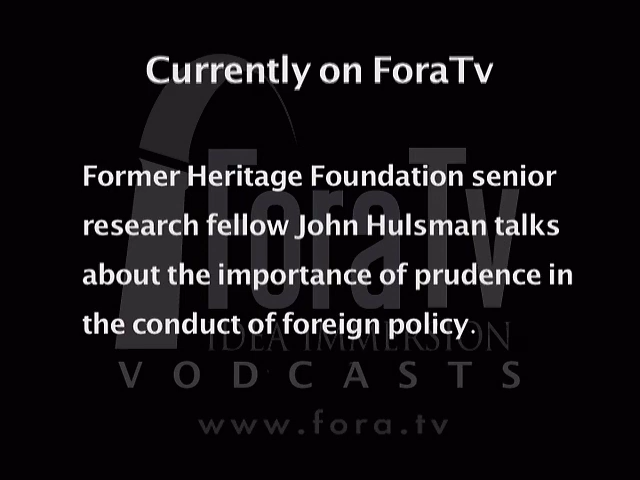 Currently on ForaTv
Former Heritage Foundation senior
research fellow John Hulsman talks
about the importance of prudence in
the conduct of foreign policy.
ForaTv
IDEA IMMERSION
VODCASTS
www.fora.tv